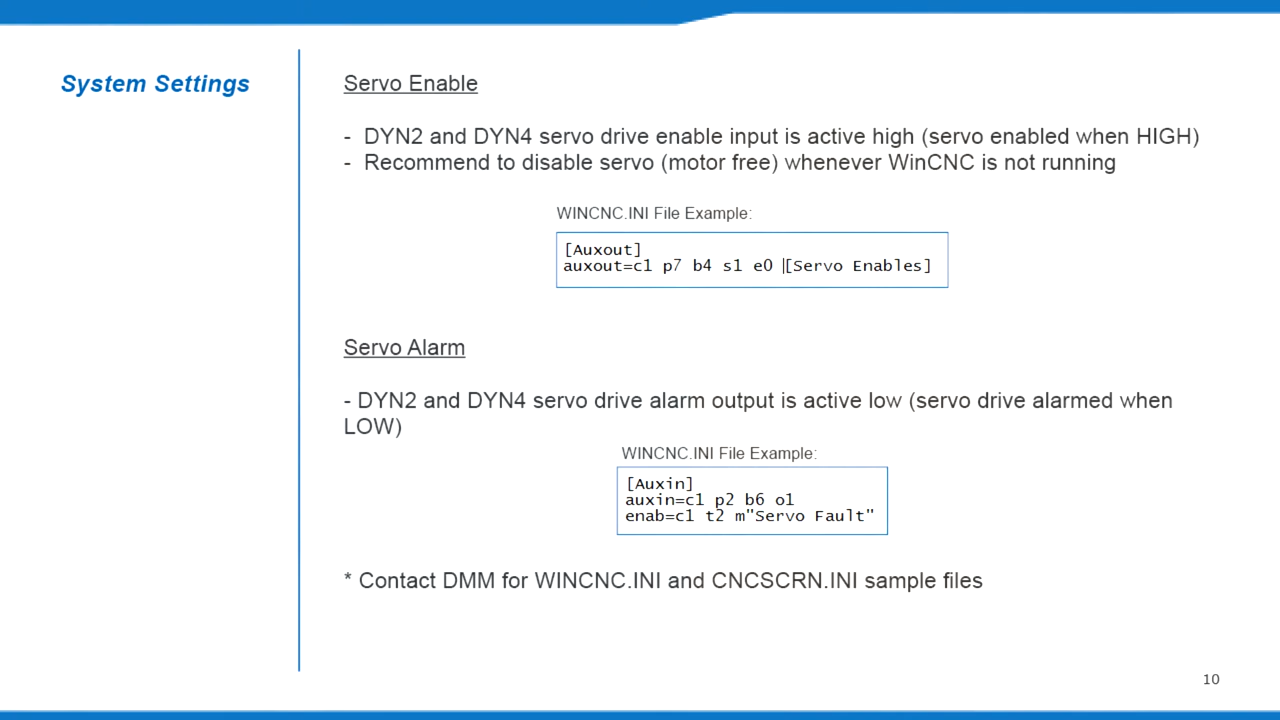 System Settings
Servo Enable
- DYN2 and DYN4 servo drive enable input is active high (servo enabled when HIGH)
- Recommend to disable servo (motor free) whenever WinCNC is not running
WINCNC.INI File Example:
[Auxout]
auxout=c1 p7 b4 s1 e0 [Servo Enables]
Servo Alarm
- DYN2 and DYN4 servo drive alarm output is active low (servo drive alarmed when
LOW)
WINCNC.INI File Example:
[Auxin]
auxin=c1 p2 b6 o1
enab=c1 t2 m"Servo Fault"
* Contact DMM for WINCNC.INI and CNCSCRN.INI sample files
10